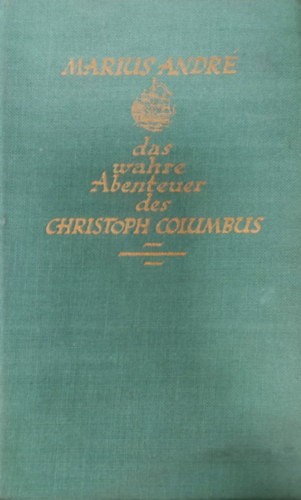 MARIUS ANDRÉ
das
wahre
Abenteuer
des
CHRISTOPH COLUMBUS